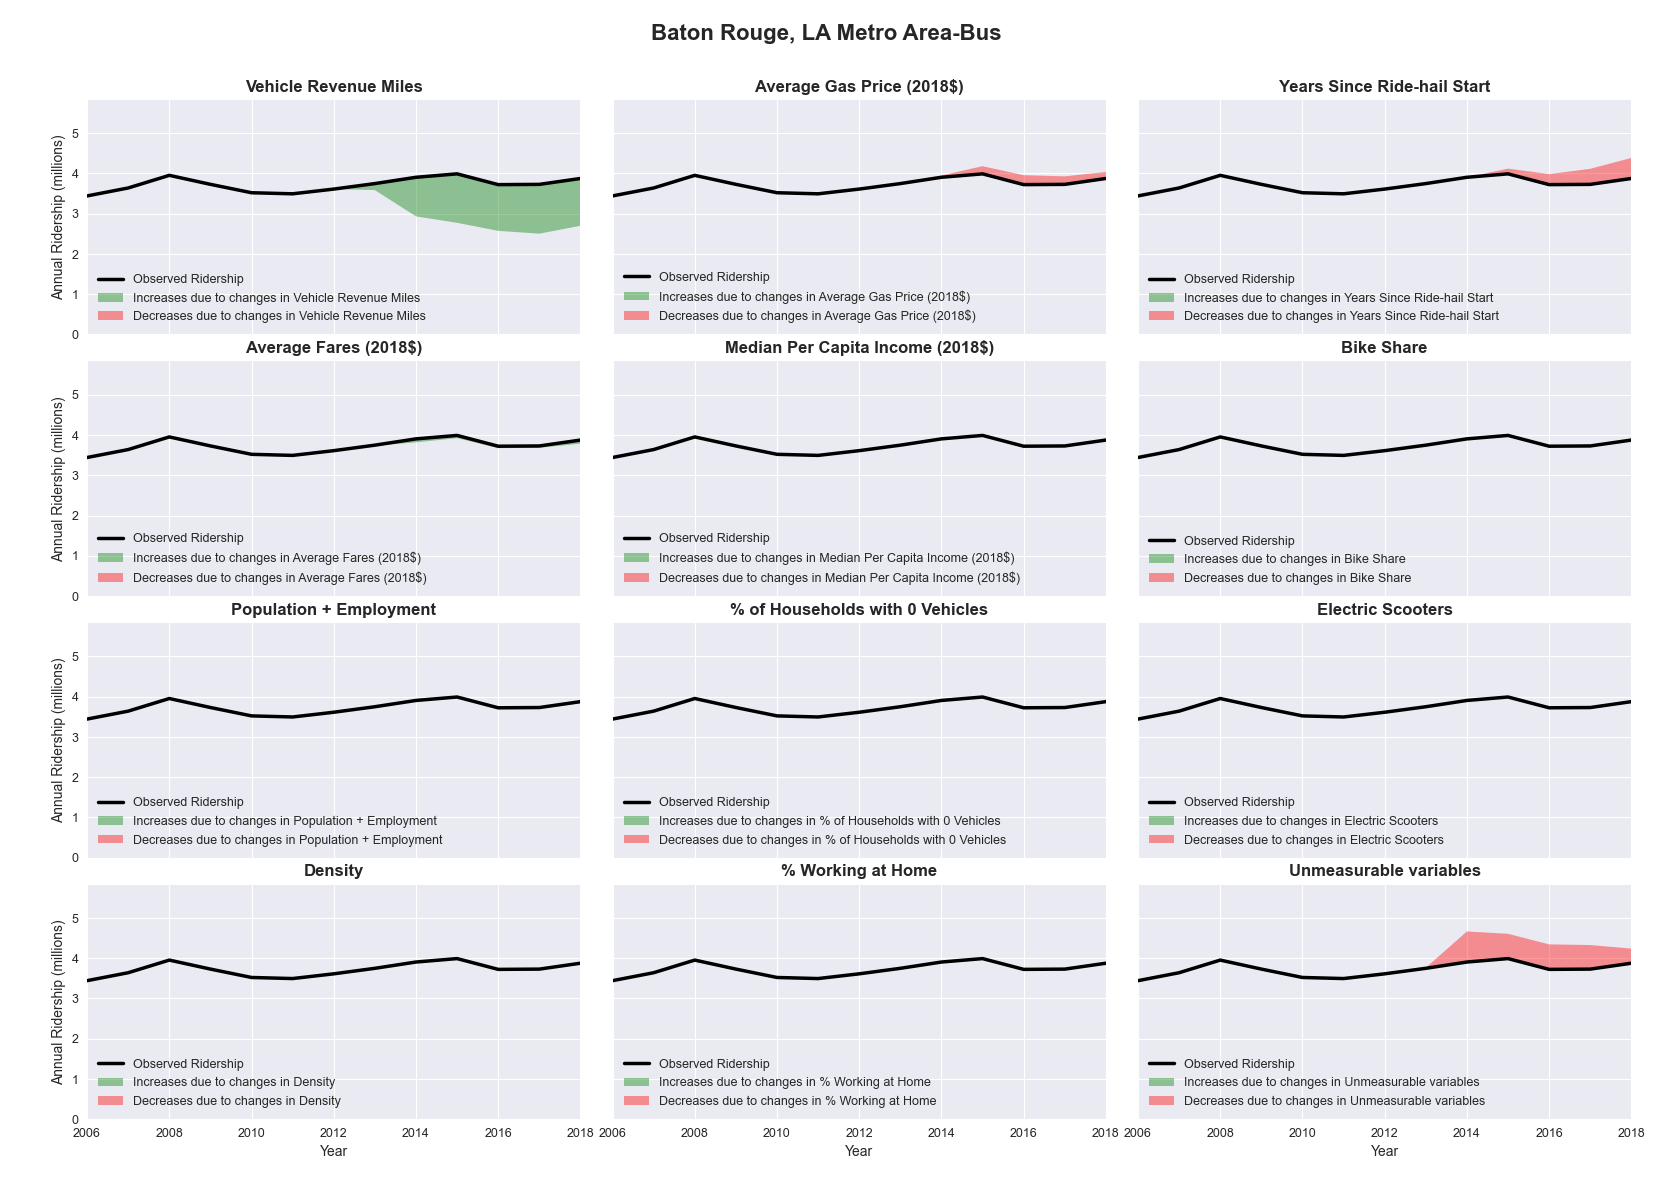 Baton Rouge, LA Metro Area-Bus
Vehicle Revenue Miles
Annual Ridership (millions)
5
4
3
2
1
0
Observed Ridership
Increases due to changes in Vehicle Revenue Miles
Decreases due to changes in Vehicle Revenue Miles
Average Gas Price (2018$)
Observed Ridership
Increases due to changes in Average Gas Price (2018$)
Decreases due to changes in Average Gas Price (2018$)
Years Since Ride-hail Start
Observed Ridership
Increases due to changes in Years Since Ride-hail Start
Decreases due to changes in Years Since Ride-hail Start
Average Fares (2018$)
Annual Ridership (millions)
5
4
3
2
1
0
Observed Ridership
Increases due to changes in Average Fares (2018$)
Decreases due to changes in Average Fares (2018$)
Median Per Capita Income (2018$)
Observed Ridership
Increases due to changes in Median Per Capita Income (2018$)
Decreases due to changes in Median Per Capita Income (2018$)
Bike Share
Observed Ridership
Increases due to changes in Bike Share
Decreases due to changes in Bike Share
Population + Employment
Annual Ridership (millions)
5
4
3
2
1
0
Observed Ridership
Increases due to changes in Population + Employment
Decreases due to changes in Population + Employment
% of Households with 0 Vehicles
Observed Ridership
Increases due to changes in % of Households with 0 Vehicles
Decreases due to changes in % of Households with 0 Vehicles
Electric Scooters
Observed Ridership
Increases due to changes in Electric Scooters
Decreases due to changes in Electric Scooters
Density
Annual Ridership (millions)
5
4
3
2
1
0
Observed Ridership
Increases due to changes in Density
Decreases due to changes in Density
2006 2008 2010 2012 2014 2016 2018
Year
% Working at Home
Observed Ridership
Increases due to changes in % Working at Home
Decreases due to changes in % Working at Home
2006 2008 2010 2012 2014 2016 2018
Year
Unmeasurable variables
Observed Ridership
Increases due to changes in Unmeasurable variables
Decreases due to changes in Unmeasurable variables
2006 2008 2010 2012 2014 2016 2018
Year